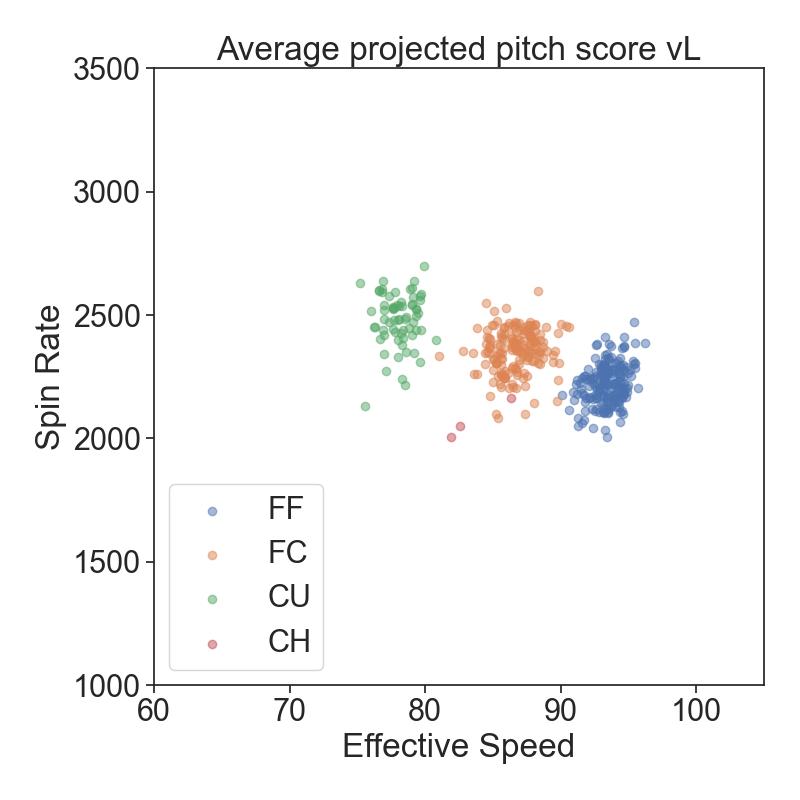 Average projected pitch score vL
3500
3000
2500
2000
1500
1000
Spin Rate
FF
FC
CU
CH
60
70
80
90
100
Effective Speed